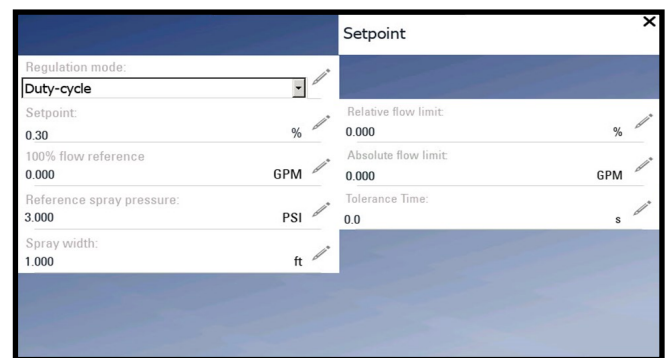 Setpoint
X
Regulation mode:
Duty-cycle
Setpoint:
0.30 %
100% flow reference
0.000 GPM
Reference spray pressure:
3.000 PSI
Spray width:
1.000 ft
Relative flow limit:
0.000 %
Absolute flow limit:
0.000 GPM
Tolerance Time:
0.0 s